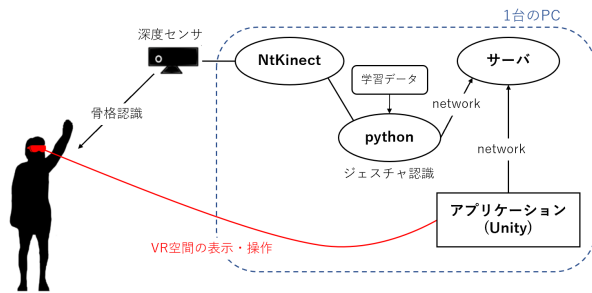 1台のPC
深度センサ
NtKinect
サーバ
学習データ
骨格認識
network
python
network
ジェスチャ認識
アプリケーション
(Unity)
VR空間の表示・操作